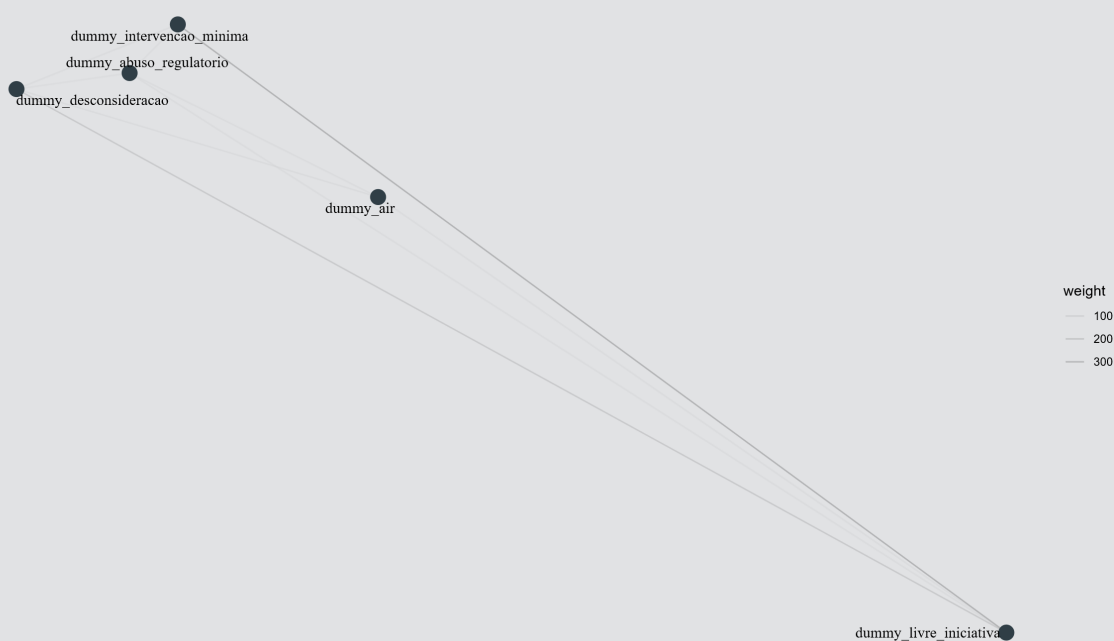 dummy_intervencao_minima
dummy_abuso_regulatorio
dummy_desconsideracao
dummy_air
weight
100
200
300
dummy_livre_iniciativa